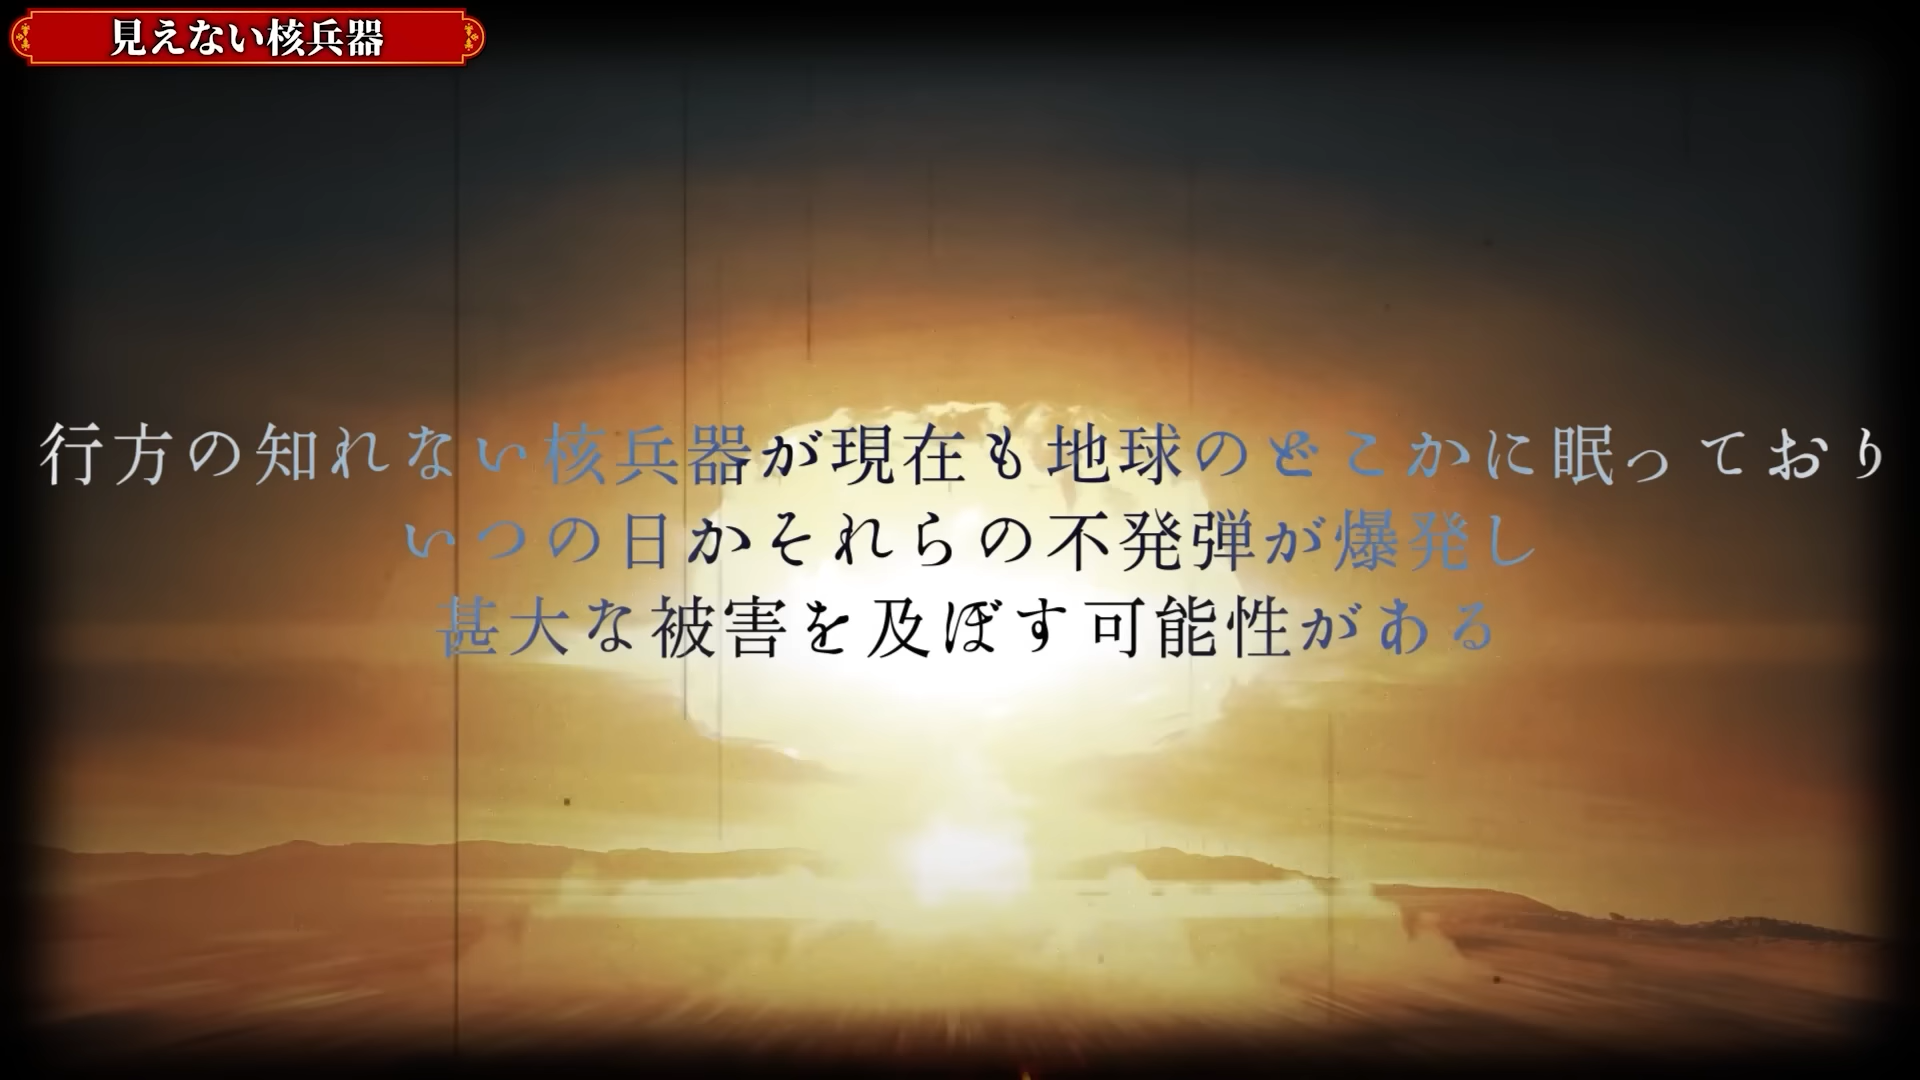 見えない核兵器
行方の知れない核兵器が現在も地球のどこかに眠っており
いつの日かそれらの不発弾が爆発し
甚大な被害を及ぼす可能性がある